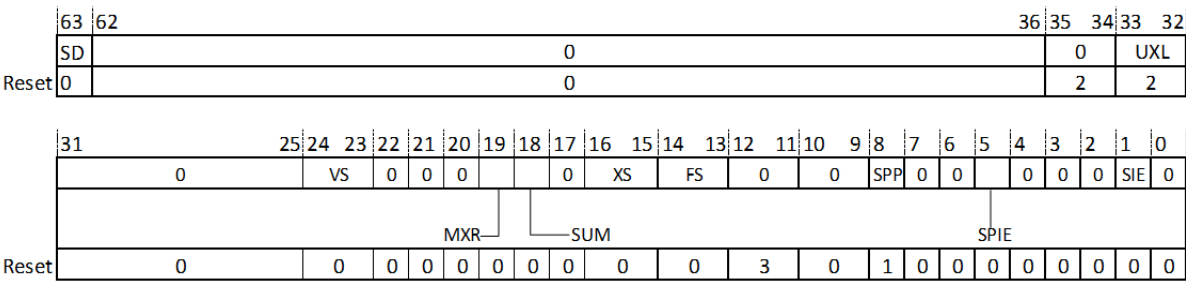 63 62 36 35 34 33 32
SD 0 0 UXL
Reset 0 0 2 2
31 25 24 23 22 21 20 19 18 17 16 15 14 13 12 11 10 9 8 7 6 5 4 3 2 1 0
0 VS 0 0 0 0 XS FS 0 0 SPP 0 0 0 0 0 SIE 0
MXR SUM SPIE
Reset 0 0 0 0 0 0 0 0 0 0 3 0 1 0 0 0 0 0 0 0 0